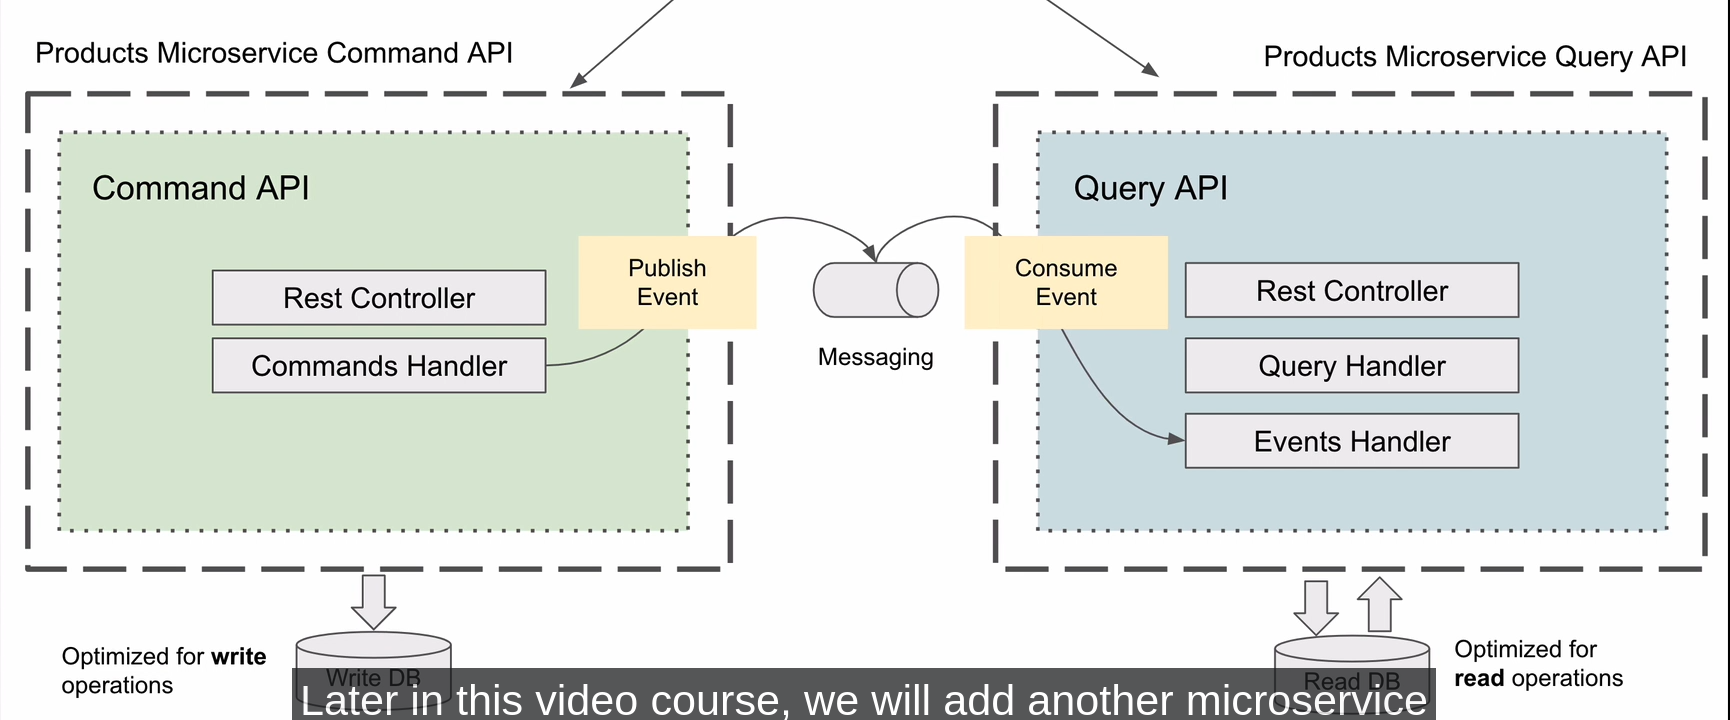 Products Microservice Command API
Products Microservice Query API
Command API
Rest Controller
Commands Handler
Publish
Event
Messaging
Consume
Event
Query API
Rest Controller
Query Handler
Events Handler
Optimized for write
operations
Write DB
Read DB
Optimized for
read operations
Later in this video course, we will add another microservice